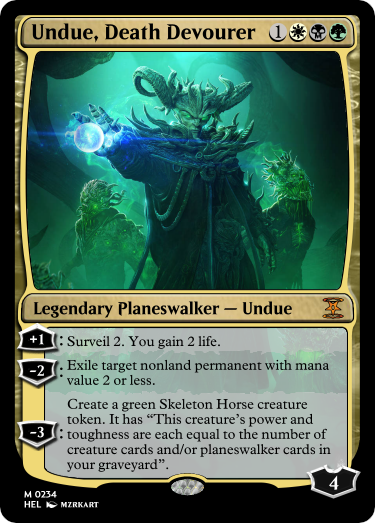 Undue, Death Devourer 1
Legendary Planeswalker — Undue
+1: Surveil 2. You gain 2 life.
-2: Exile target nonland permanent with mana
value 2 or less.
-3: Create a green Skeleton Horse creature
token. It has “This creature's power and
toughness are each equal to the number of
creature cards and/or planeswalker cards in
your graveyard”.
4
M 0234
HEL MZRKART